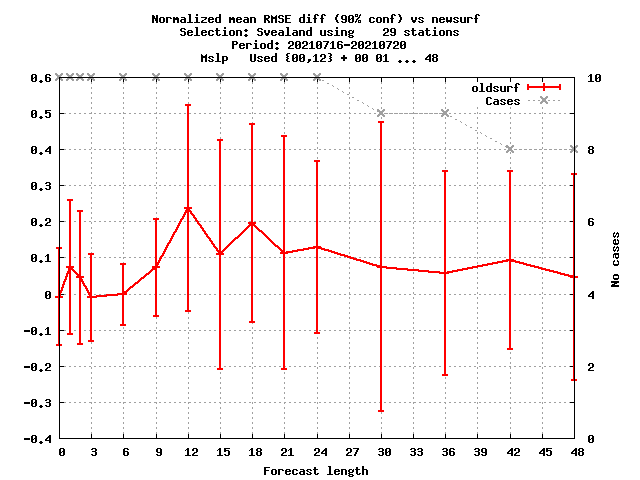 Normalized mean RMSE diff (90% conf) vs newsurf
Selection: Svealand using    29 stations
Period: 20210716-20210720
Mslp   Used {00,12} + 00 01 ... 48
oldsurf
Cases
0,6
0,5
0,4
0,3
0,2
0,1
0
-0,1
-0,2
-0,3
-0,4
10
8
6
4
2
0
No cases
0 3 6 9 12 15 18 21 24 27 30 33 36 39 42 45 48
Forecast length